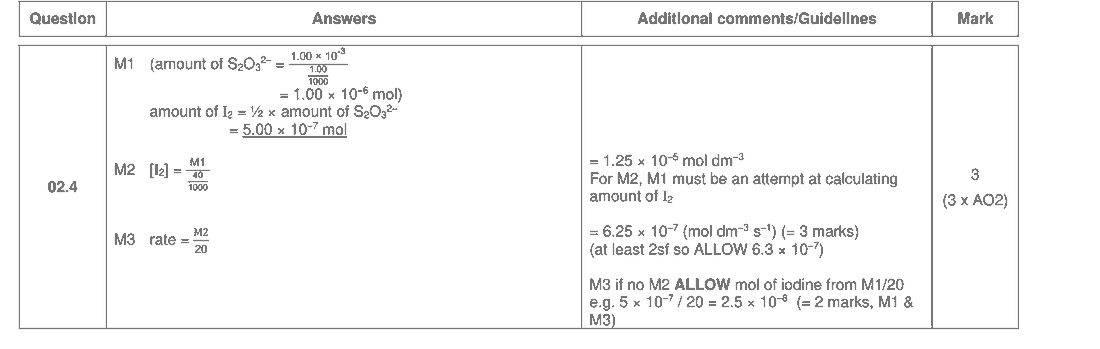 Question Answers Additional comments/Guidelines Mark
M1 (amount of S₂O₃²⁻ = 1.00 × 10⁻³ / (1.00/1000)
= 1.00 × 10⁻⁶ mol)
amount of I₂ = ½ × amount of S₂O₃²⁻
= 5.00 × 10⁻⁷ mol
02.4
M2 [I₂] = M1 / (40/1000)
M3 rate = M2/20
= 1.25 × 10⁻⁵ mol dm⁻³
For M2, M1 must be an attempt at calculating
amount of I₂
= 6.25 × 10⁻⁷ (mol dm⁻³ s⁻¹) (= 3 marks)
(at least 2sf so ALLOW 6.3 × 10⁻⁷)
M3 if no M2 ALLOW mol of iodine from M1/20
e.g. 5 × 10⁻⁷ / 20 = 2.5 × 10⁻⁸ (= 2 marks, M1 &
M3)
3
(3 x AO2)